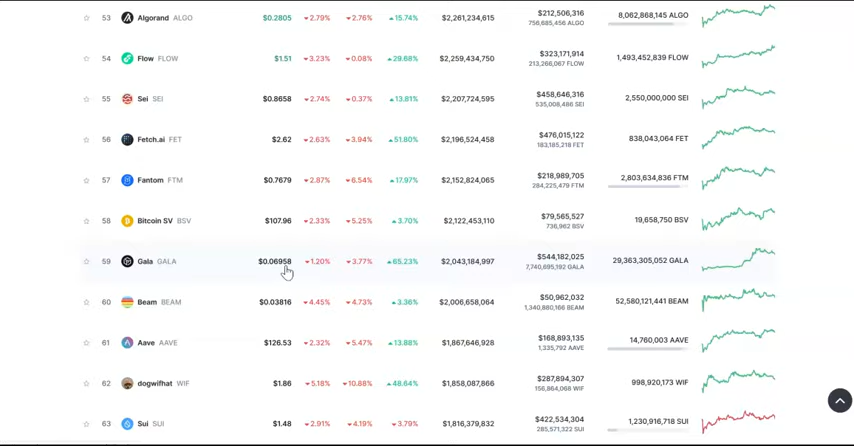 53 Algorand ALGO $0.2805 2.79% 2.76% 15.74% $2,261,234,615 $212,506,316 8,062,868,145 ALGO
756,685,456 ALGO
54 Flow FLOW $1.51 3.23% 0.08% 29.68% $2,259,434,750 $323,171,914 1,493,452,839 FLOW
213,266,067 FLOW
55 Sei SEI $0.8658 2.74% 0.37% 13.81% $2,207,724,595 $458,646,316 2,550,000,000 SEI
535,008,486 SEI
56 Fetch.ai FET $2.62 2.63% 3.94% 51.80% $2,196,524,458 $476,015,122 838,043,064 FET
183,185,218 FET
57 Fantom FTM $0.7679 2.87% 6.54% 17.97% $2,152,824,065 $218,989,705 2,803,634,836 FTM
284,225,479 FTM
58 Bitcoin SV BSV $107.96 2.33% 5.25% 3.70% $2,122,453,110 $79,565,527 19,658,750 BSV
736,962 BSV
59 Gala GALA $0.06958 1.20% 3.77% 65.23% $2,043,184,997 $544,182,025 29,363,305,052 GALA
7,740,695,192 GALA
60 Beam BEAM $0.03816 4.45% 4.73% 3.36% $2,006,658,064 $50,962,032 52,580,121,441 BEAM
1,340,880,166 BEAM
61 Aave AAVE $126.53 2.32% 5.47% 13.88% $1,867,646,928 $168,893,135 14,760,003 AAVE
1,335,792 AAVE
62 dogwifhat WIF $1.86 5.18% 10.88% 48.64% $1,858,087,866 $287,894,307 998,920,173 WIF
156,864,068 WIF
63 Sui SUI $1.48 2.91% 4.19% 3.79% $1,816,379,832 $422,534,304 1,230,916,718 SUI
285,571,322 SUI